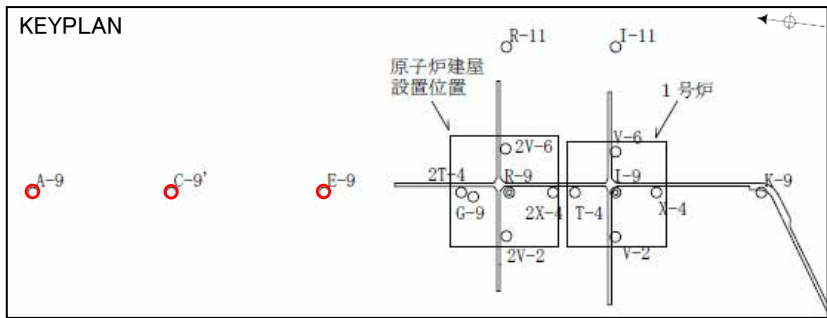 KEYPLAN
R-11
I-11
原子炉建屋
設置位置
1号炉
2V-6
V-6
A-9
C-9'
E-9
2T-4
R-9
I-9
K-9
G-9
2X-4
T-4
X-4
2V-2
V-2